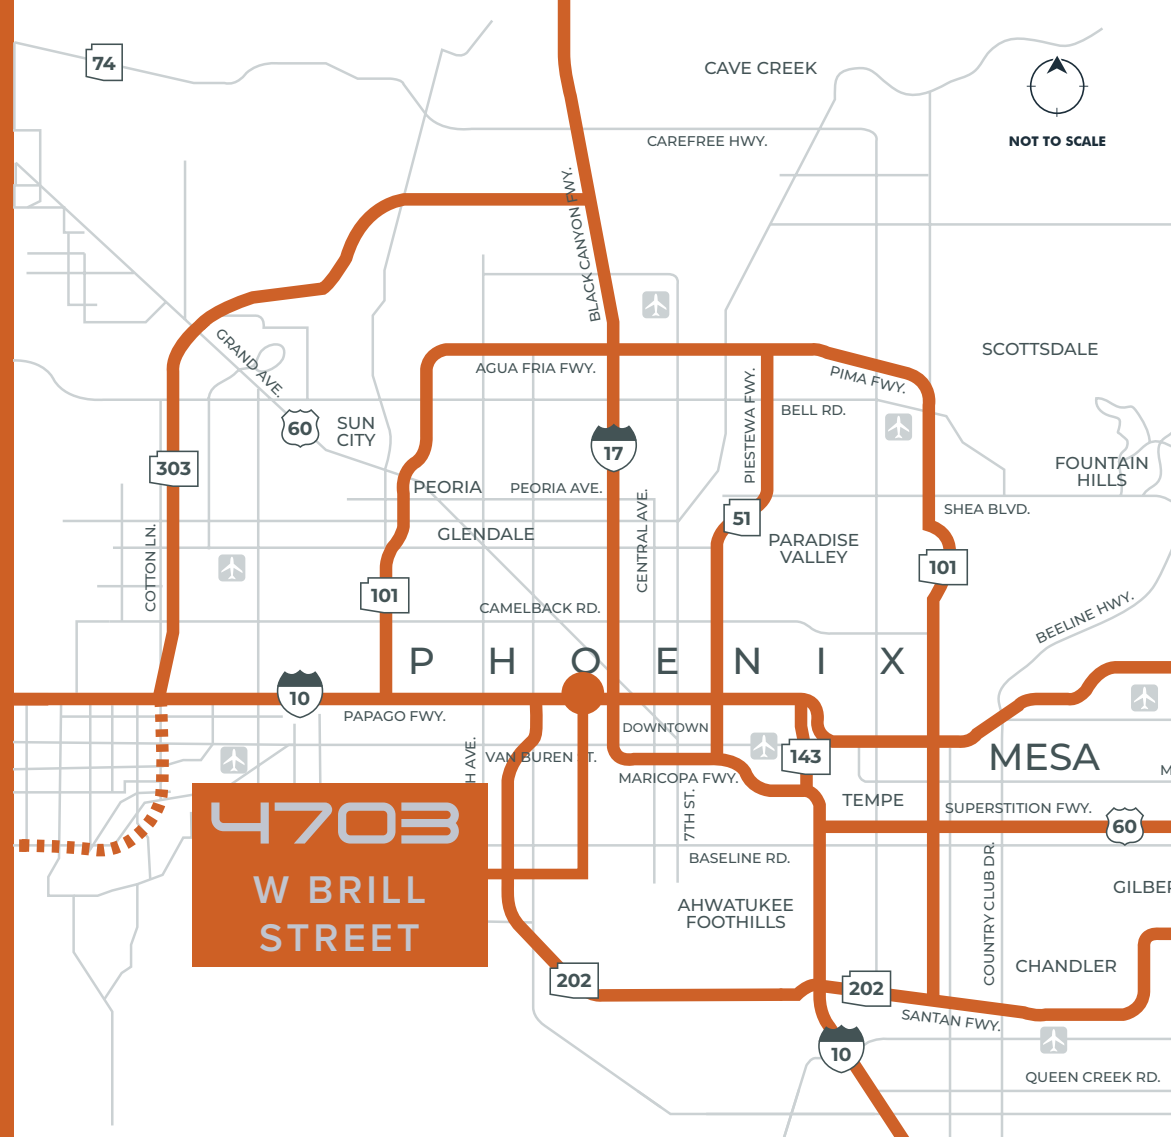 74
CAVE CREEK
NOT TO SCALE
CAREFREE HWY.
BLACK CANYON FWY.
GRAND AVE.
SCOTTSDALE
AGUA FRIA FWY.
PIMA FWY.
PIESTEWA FWY.
BELL RD.
60
SUN
CITY
17
303
FOUNTAIN
HILLS
PEORIA
PEORIA AVE.
SHEA BLVD.
51
GLENDALE
CENTRAL AVE.
PARADISE
VALLEY
COTTON LN.
101
101
CAMELBACK RD.
BEELINE HWY.
PHOENIX
10
PAPAGO FWY.
DOWNTOWN
H AVE.
VAN BUREN T.
143
MESA
M
MARICOPA FWY.
7TH ST.
TEMPE
SUPERSTITION FWY.
60
4703
W BRILL
STREET
BASELINE RD.
COUNTRY CLUB DR.
GILBER
AHWATUKEE
FOOTHILLS
CHANDLER
202
202
SANTAN FWY.
10
QUEEN CREEK RD.